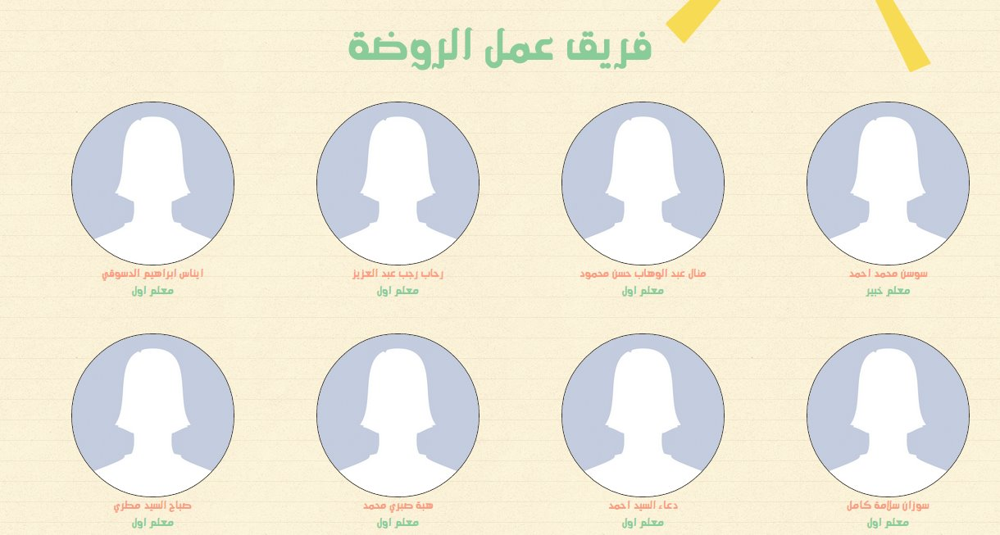 فريق عمل الروضة
سوسن محمد احمد
معلم خبير
منال عبد الوهاب حسن محمود
معلم اول
رحاب رجب عبد العزيز
معلم اول
ايناس ابراهيم الدسوقي
معلم اول
سوزان سلامة كامل
معلم اول
دعاء السيد احمد
معلم اول
هبة صبري محمد
معلم اول
صباح السيد مطري
معلم اول